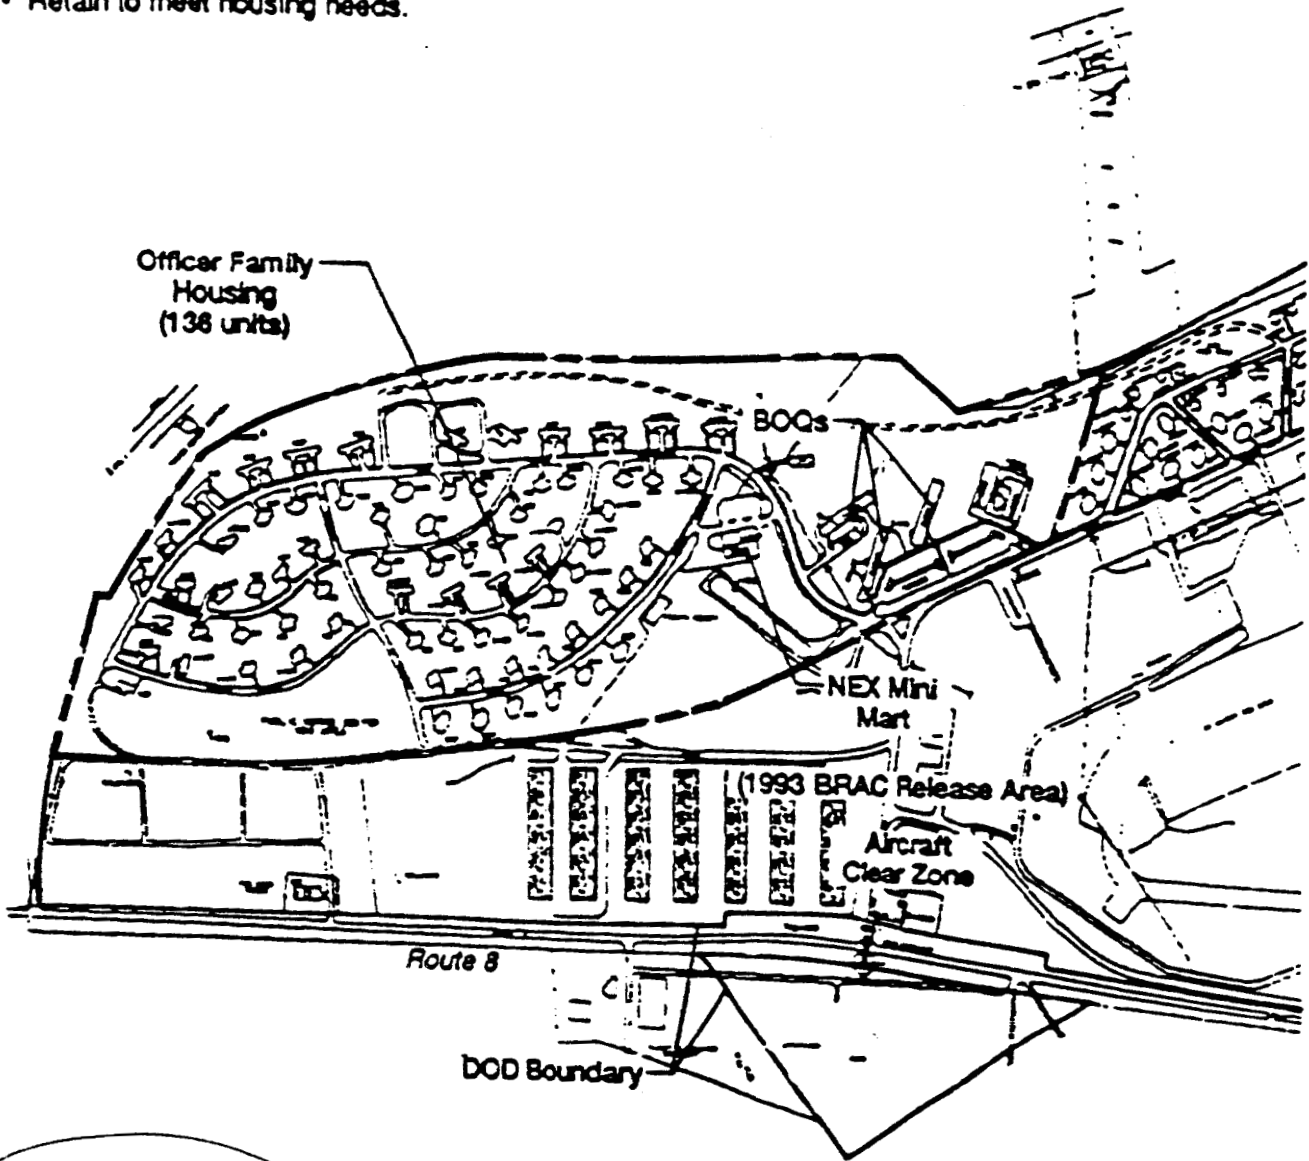 • Retain to meet housing needs.
Officer Family
Housing
(136 units)
BOQs
NEX Mini
Mart
(1993 BRAC Release Area)
Aircraft
Clear Zone
Route 8
DOD Boundary